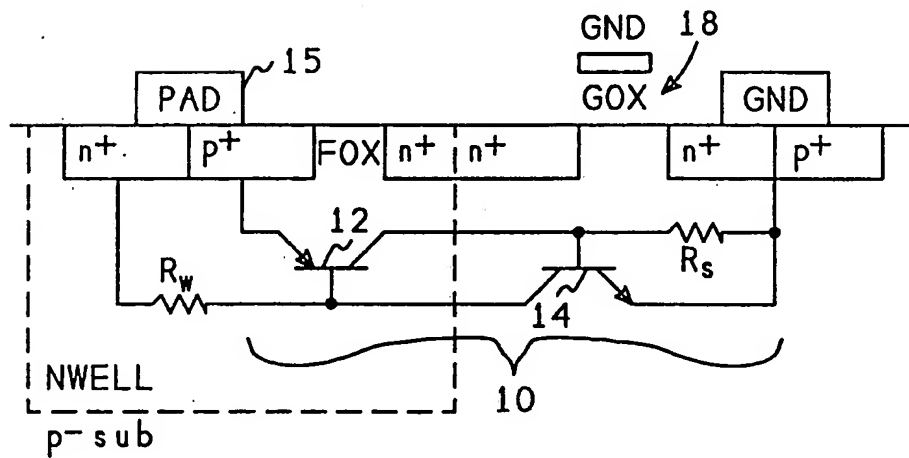 GND 18
15
PAD GOX GND
n+ p+ FOX n+ n+ n+ p+
12
Rw Rs
14
NWELL 10
p- sub